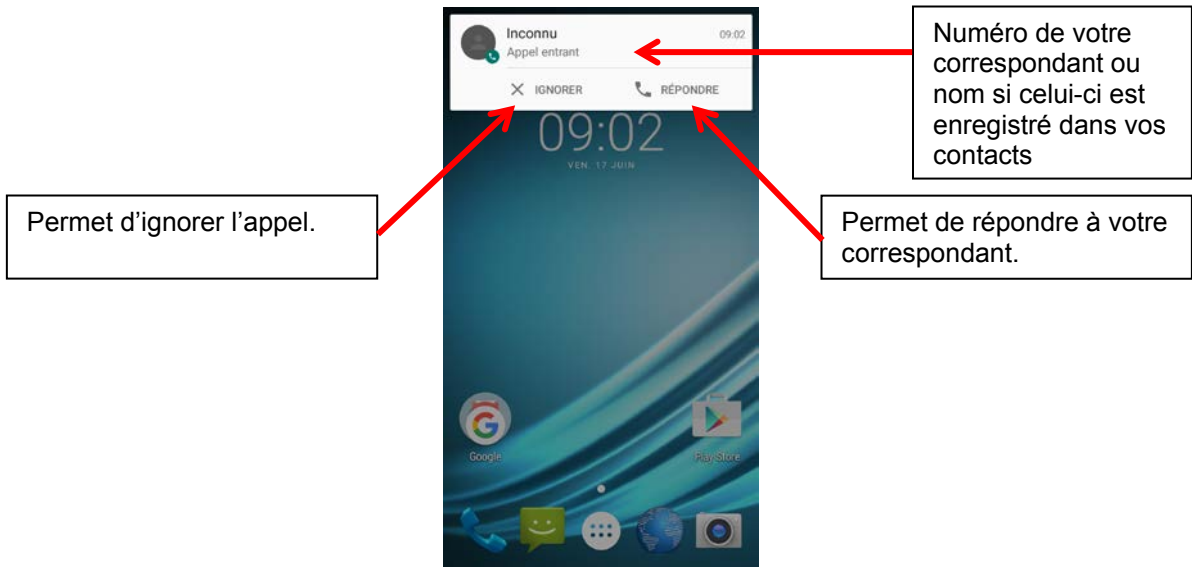 Inconnu
09:02
Appel entrant
IGNORER
RÉPONDRE
09:02
VEN. 17 JUIN
Numéro de votre
correspondant ou
nom si celui-ci est
enregistré dans vos
contacts
Permet d’ignorer l’appel.
Permet de répondre à votre
correspondant.
Google
Play Store